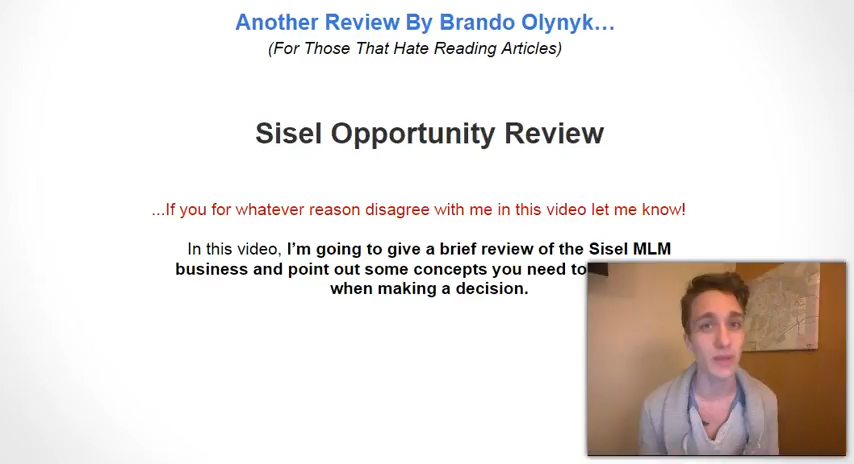 Another Review By Brando Olynyk...
(For Those That Hate Reading Articles)
Sisel Opportunity Review
...If you for whatever reason disagree with me in this video let me know!
In this video, I'm going to give a brief review of the Sisel MLM
business and point out some concepts you need to
when making a decision.